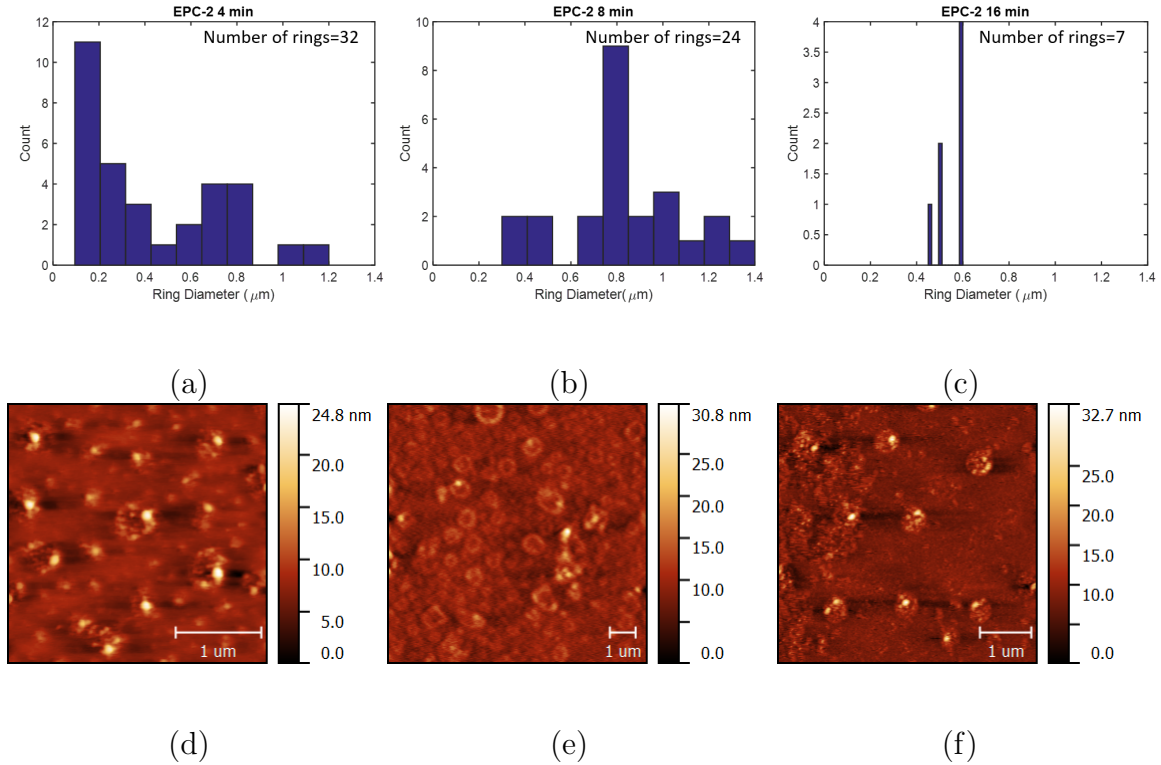 EPC-2 4 min
Number of rings=32
12
10
8
6
4
2
0
Count
0
0.2
0.4
0.6
0.8
1
1.2
1.4
Ring Diameter ( μm)
(a)
EPC-2 8 min
Number of rings=24
10
8
6
4
2
0
Count
0
0.2
0.4
0.6
0.8
1
1.2
1.4
Ring Diameter( μm)
(b)
EPC-2 16 min
Number of rings=7
4
3.5
3
2.5
2
1.5
1
0.5
0
Count
0
0.2
0.4
0.6
0.8
1
1.2
1.4
Ring Diameter ( μm)
(c)
24.8 nm
20.0
15.0
10.0
5.0
0.0
1 um
(d)
30.8 nm
25.0
20.0
15.0
10.0
0.0
1 um
(e)
32.7 nm
25.0
20.0
15.0
10.0
0.0
1 um
(f)